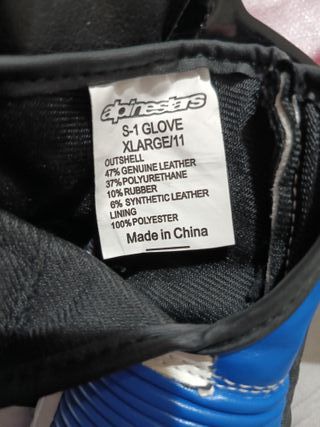 alpinestars
S-1 GLOVE
XLARGE/11
OUTSHELL
47% GENUINE LEATHER
37% POLYURETHANE
10% RUBBER
6% SYNTHETIC LEATHER
LINING
100% POLYESTER
Made in China